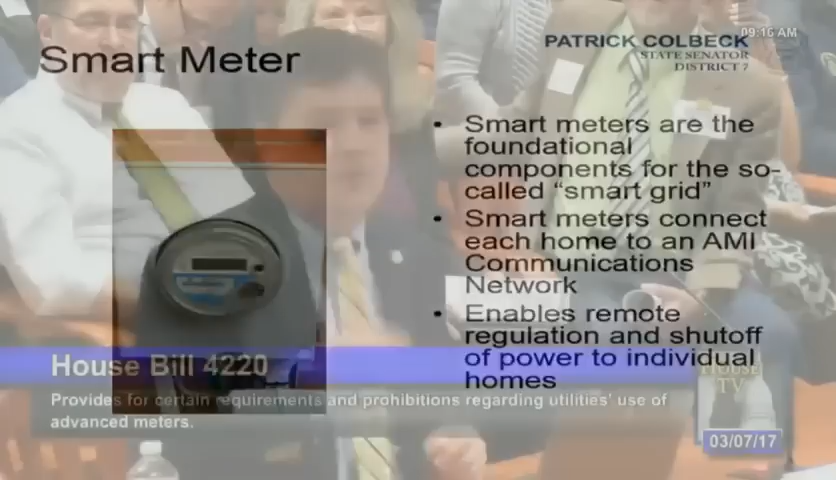 09:16 AM
Smart Meter
PATRICK COLBECK
STATE SENATOR
DISTRICT 7
• Smart meters are the
foundational
components for the so-
called “smart grid”
• Smart meters connect
each home to an AMI
Communications
Network
• Enables remote
regulation and shutoff
of power to individual
homes
House Bill 4220
Provides for certain requirements and prohibitions regarding utilities' use of
advanced meters.
HOUSE
TV
03/07/17